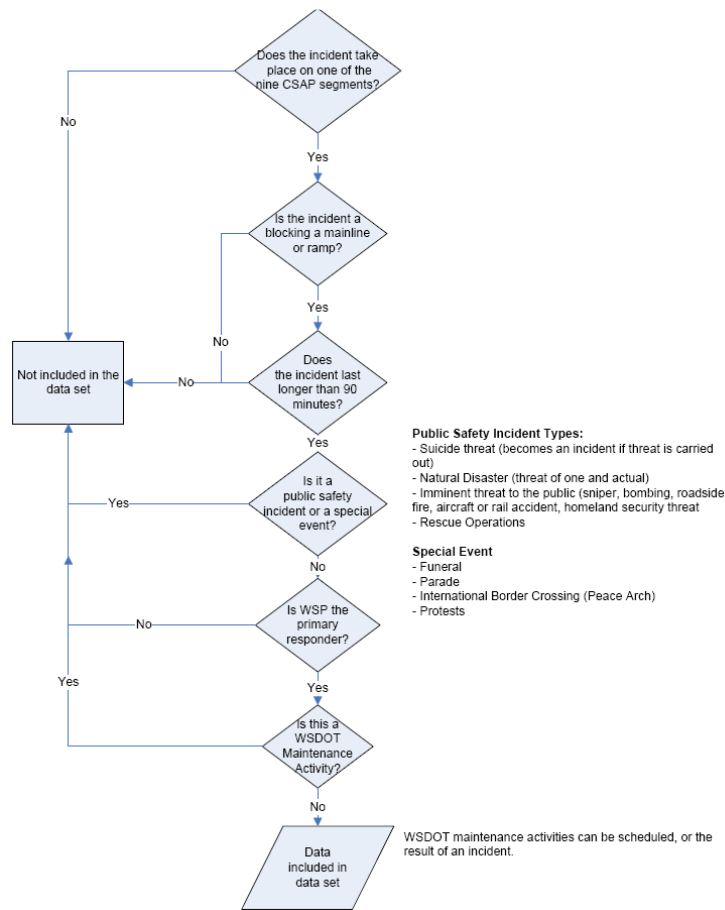 Does the incident take
place on one of the
nine CSAP segments?
No
Yes
Is the incident a
blocking a mainline
or ramp?
Yes
No
Does
the incident last
longer than 90
minutes?
Not included in the
data set
No
Yes
Public Safety Incident Types:
- Suicide threat (becomes an incident if threat is carried
out)
- Natural Disaster (threat of one and actual)
- Imminent threat to the public (sniper, bombing, roadside
fire, aircraft or rail accident, homeland security threat
- Rescue Operations
Is it a
public safety
incident or a special
event?
Yes
No
Special Event
- Funeral
- Parade
- International Border Crossing (Peace Arch)
- Protests
Is WSP the
primary
responder?
No
Yes
Yes
Is this a
WSDOT
Maintenance
Activity?
No
Data
included in
data set
WSDOT maintenance activities can be scheduled, or the
result of an incident.